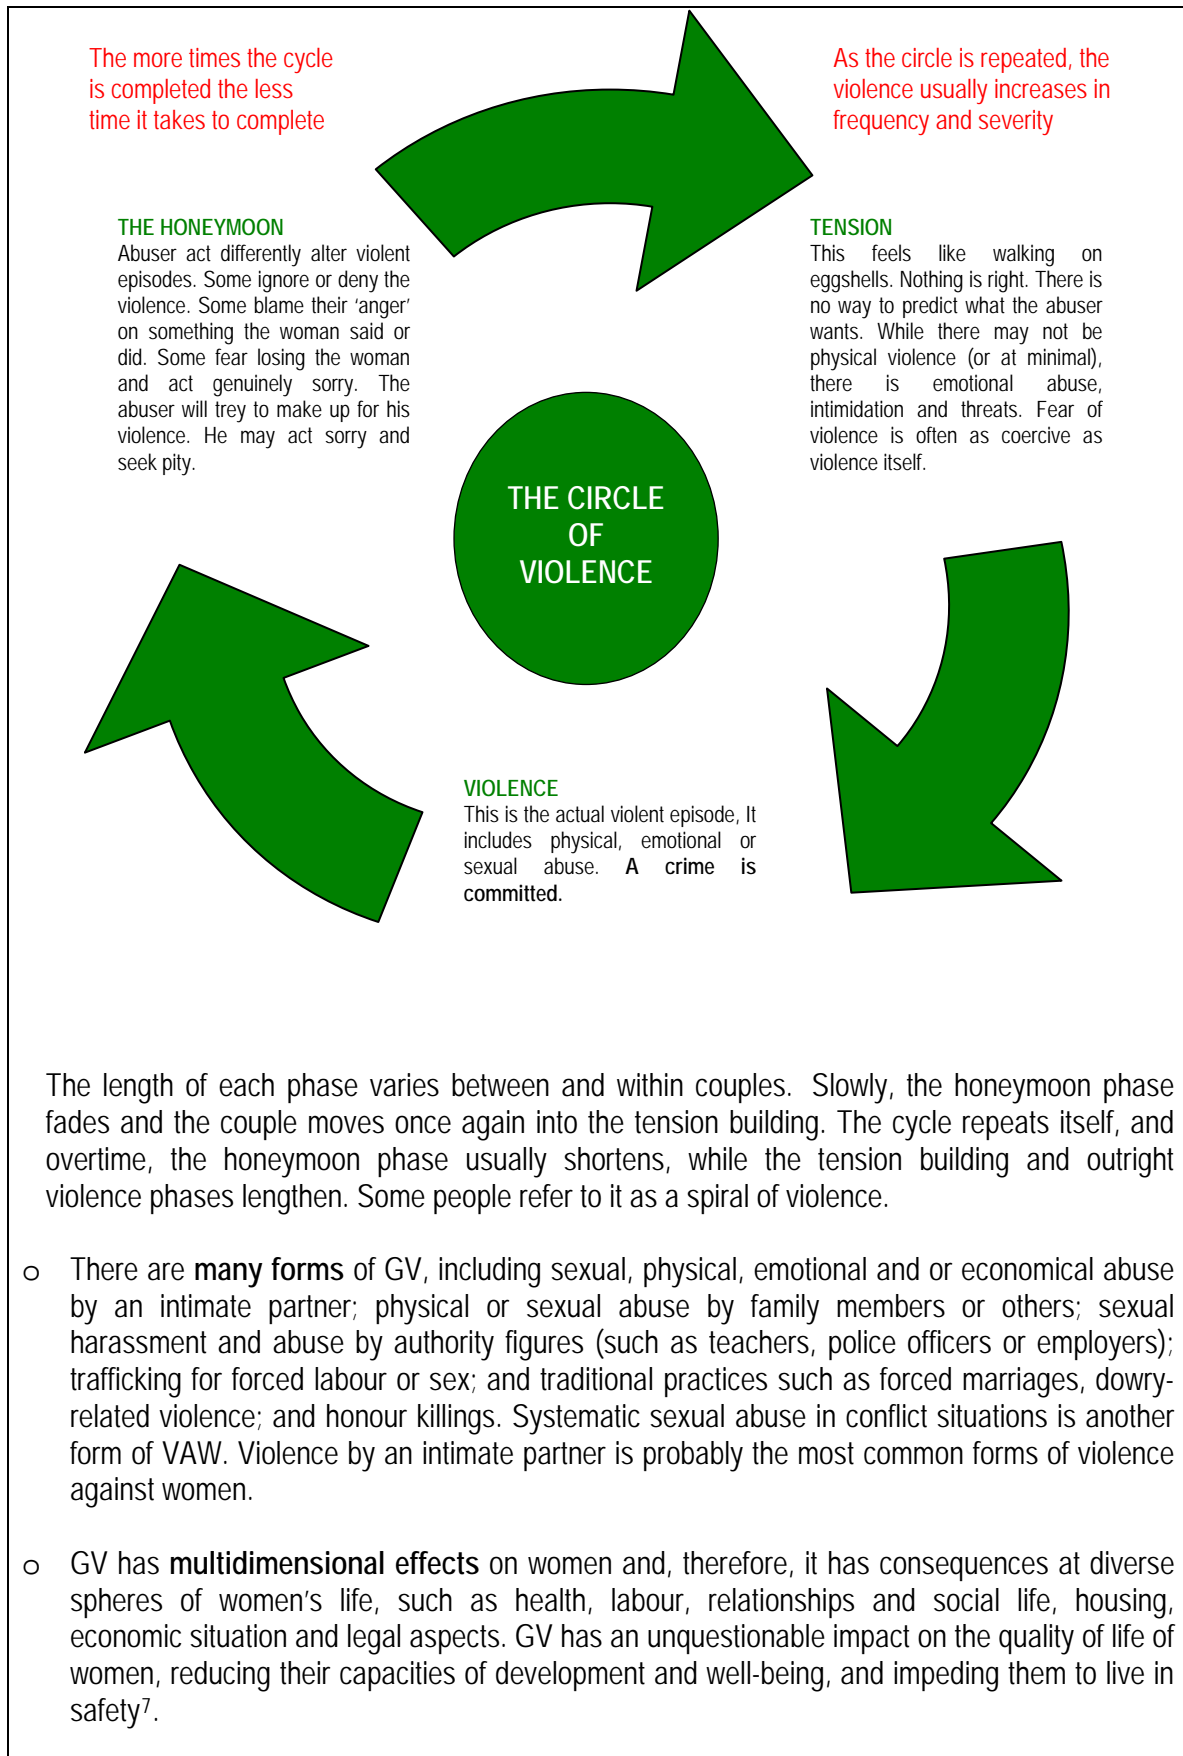 The more times the cycle
is completed the less
time it takes to complete
As the circle is repeated, the
violence usually increases in
frequency and severity
THE HONEYMOON
Abuser act differently alter violent
episodes. Some ignore or deny the
violence. Some blame their ‘anger’
on something the woman said or
did. Some fear losing the woman
and act genuinely sorry. The
abuser will trey to make up for his
violence. He may act sorry and
seek pity.
TENSION
This feels like walking on
eggshells. Nothing is right. There is
no way to predict what the abuser
wants. While there may not be
physical violence (or at minimal),
there is emotional abuse,
intimidation and threats. Fear of
violence is often as coercive as
violence itself.
THE CIRCLE
OF
VIOLENCE
VIOLENCE
This is the actual violent episode, It
includes physical, emotional or
sexual abuse. A crime is
committed.
The length of each phase varies between and within couples. Slowly, the honeymoon phase
fades and the couple moves once again into the tension building. The cycle repeats itself, and
overtime, the honeymoon phase usually shortens, while the tension building and outright
violence phases lengthen. Some people refer to it as a spiral of violence.
o There are many forms of GV, including sexual, physical, emotional and or economical abuse
by an intimate partner; physical or sexual abuse by family members or others; sexual
harassment and abuse by authority figures (such as teachers, police officers or employers);
trafficking for forced labour or sex; and traditional practices such as forced marriages, dowry-
related violence; and honour killings. Systematic sexual abuse in conflict situations is another
form of VAW. Violence by an intimate partner is probably the most common forms of violence
against women.
o GV has multidimensional effects on women and, therefore, it has consequences at diverse
spheres of women’s life, such as health, labour, relationships and social life, housing,
economic situation and legal aspects. GV has an unquestionable impact on the quality of life of
women, reducing their capacities of development and well-being, and impeding them to live in
safety⁷.